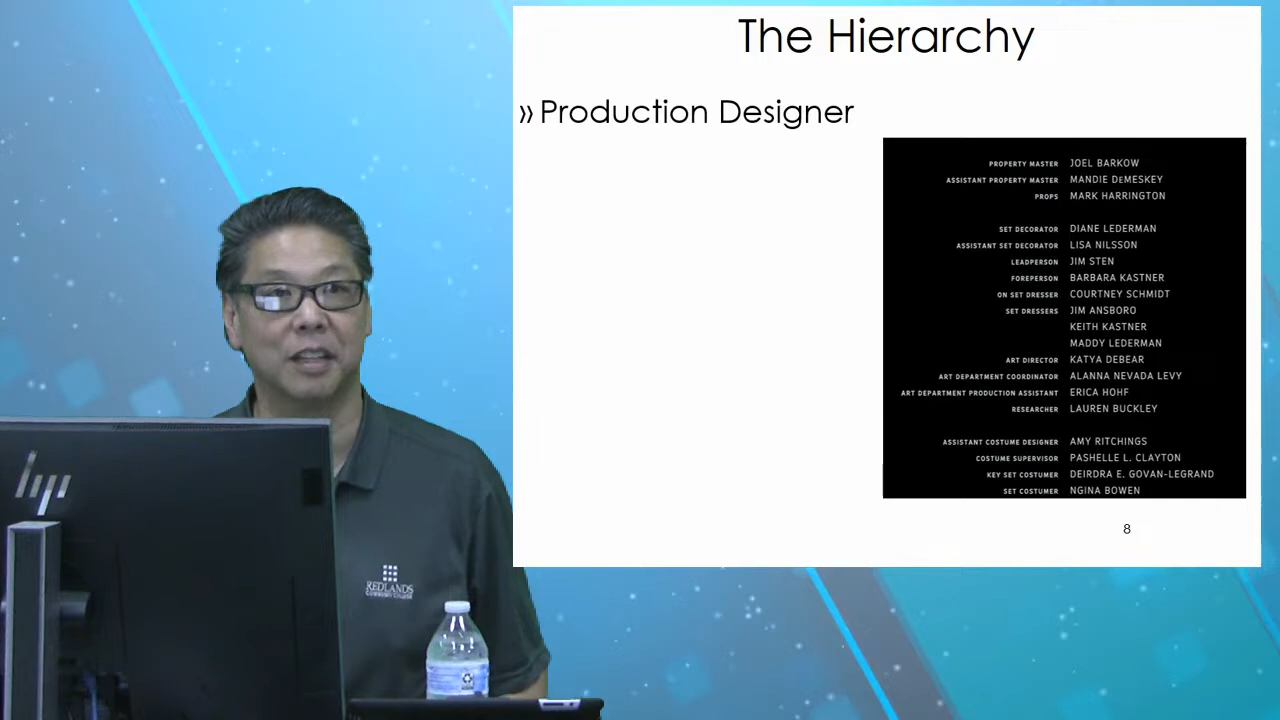 The Hierarchy
» Production Designer
PROPERTY MASTER JOEL BARKOW
ASSISTANT PROPERTY MASTER MANDIE DeMESKEY
PROPS MARK HARRINGTON
SET DECORATOR DIANE LEDERMAN
ASSISTANT SET DECORATOR LISA NILSSON
LEADPERSON JIM STEN
FOREPERSON BARBARA KASTNER
ON SET DRESSER COURTNEY SCHMIDT
SET DRESSERS JIM ANSBORO
KEITH KASTNER
MADDY LEDERMAN
ART DIRECTOR KATYA DEBEAR
ART DEPARTMENT COORDINATOR ALANNA NEVADA LEVY
ART DEPARTMENT PRODUCTION ASSISTANT ERICA HOHF
RESEARCHER LAUREN BUCKLEY
ASSISTANT COSTUME DESIGNER AMY RITCHINGS
COSTUME SUPERVISOR PASHELLE L. CLAYTON
KEY SET COSTUMER DEIRDRA E. GOVAN-LEGRAND
SET COSTUMER NGINA BOWEN
8
hp
REDLANDS
COMMUNITY COLLEGE